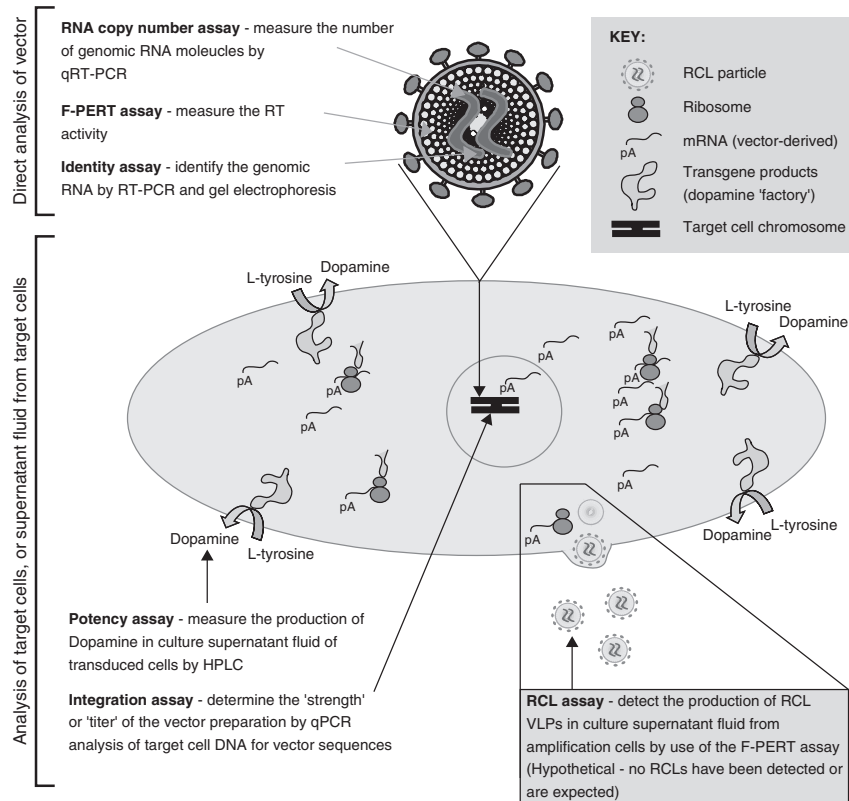 Direct analysis of vector
RNA copy number assay - measure the number
of genomic RNA moleucles by
qRT-PCR
F-PERT assay - measure the RT
activity
Identity assay - identify the genomic
RNA by RT-PCR and gel electrophoresis
KEY:
RCL particle
Ribosome
pA
mRNA (vector-derived)
Transgene products
(dopamine 'factory')
Target cell chromosome
Analysis of target cells, or supernatant fluid from target cells
L-tyrosine
Dopamine
L-tyrosine
Dopamine
pA
pA
pA
pA
pA
pA
pA
pA
pA
pA
pA
pA
pA
Dopamine
L-tyrosine
Dopamine
L-tyrosine
Potency assay - measure the production of
Dopamine in culture supernatant fluid of
transduced cells by HPLC
Integration assay - determine the 'strength'
or 'titer' of the vector preparation by qPCR
analysis of target cell DNA for vector sequences
RCL assay - detect the production of RCL
VLPs in culture supernatant fluid from
amplification cells by use of the F-PERT assay
(Hypothetical - no RCLs have been detected or
are expected)